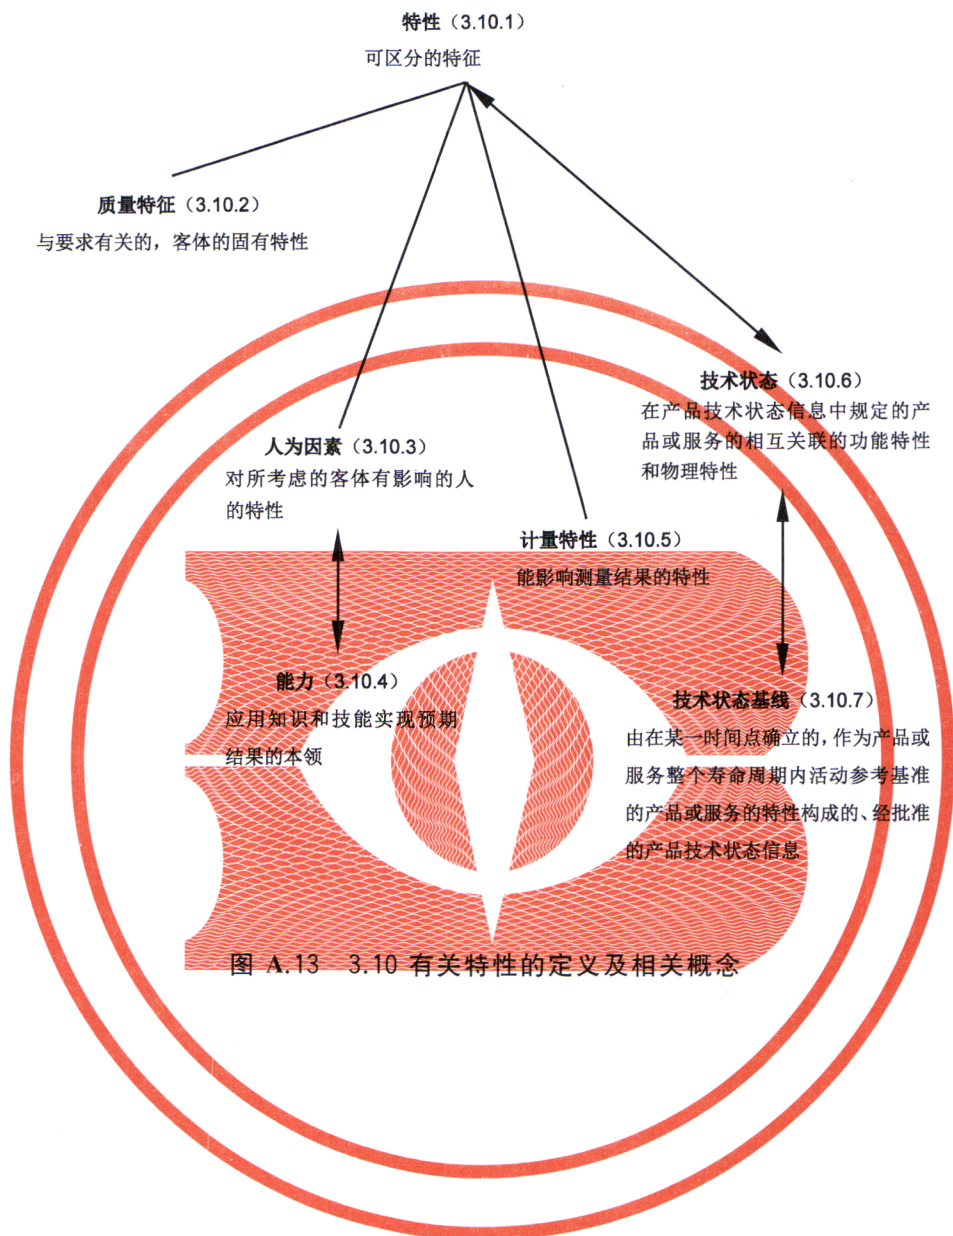 特性（3.10.1）
可区分的特征
质量特征（3.10.2）
与要求有关的，客体的固有特性
技术状态（3.10.6）
在产品技术状态信息中规定的产
品或服务的相互关联的功能特性
和物理特性
人为因素（3.10.3）
对所考虑的客体有影响的人
的特性
计量特性（3.10.5）
能影响测量结果的特性
能力（3.10.4）
应用知识和技能实现预期
结果的本领
技术状态基线（3.10.7）
由在某一时间点确立的，作为产品或
服务整个寿命周期内活动参考基准
的产品或服务的特性构成的、经批准
的产品技术状态信息
图 A.13 3.10 有关特性的定义及相关概念